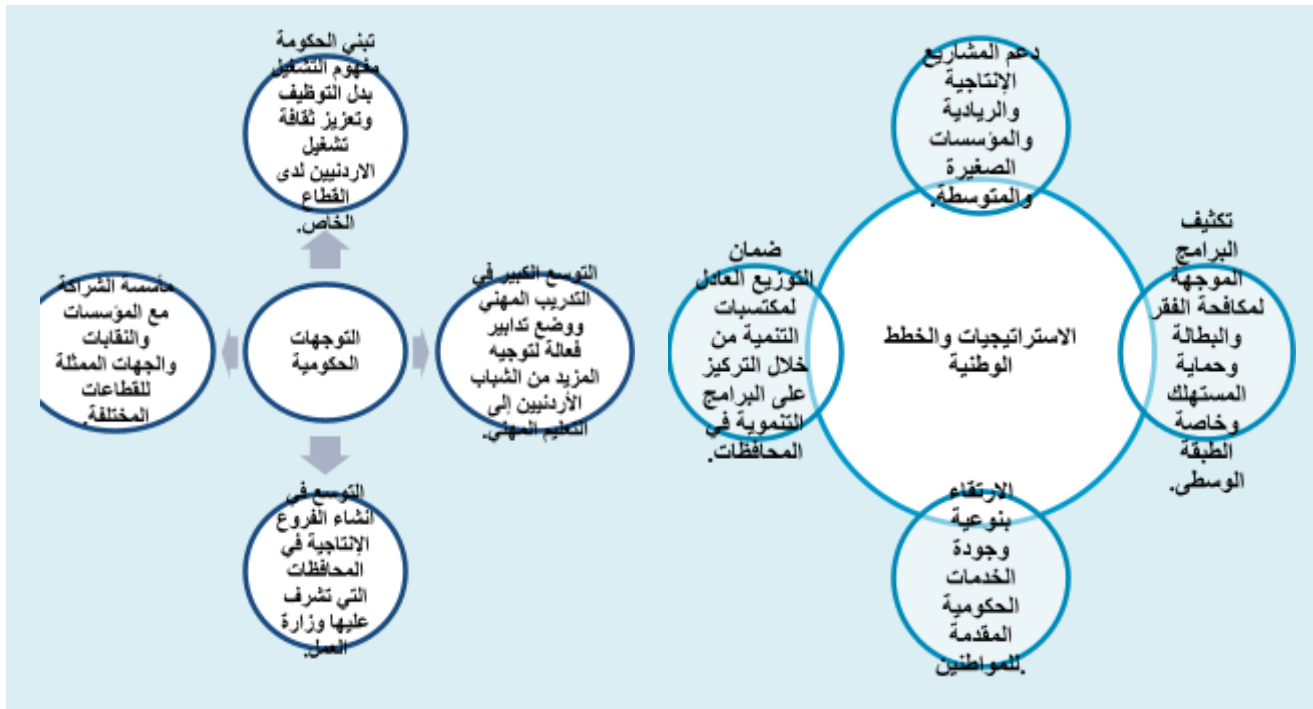 دعم المشاريع
الإنتاجية
والريادية
والمؤسسات
الصغيرة
والمتوسطة.
تكثيف
البرامج
الموجهة
لمكافحة الفقر
والبطالة
وحماية
المستهلك
وخاصة
الطبقة
الوسطى.
الاستراتيجيات والخطط
الوطنية
ضمان
التوزيع العادل
لمكتسبات
التنمية من
خلال التركيز
على البرامج
التنموية في
المحافظات.
الارتقاء
بنوعية
وجودة
الخدمات
الحكومية
المقدمة
للمواطنين.
تبني الحكومة
مفهوم التشغيل
بدل التوظيف
وتعزيز ثقافة
تشغيل
الاردنيين لدى
القطاع
الخاص.
التوسع الكبير في
التدريب المهني
ووضع تدابير
فعالة لتوجيه
المزيد من الشباب
الأردنيين إلى
التعليم المهني.
التوجهات
الحكومية
مأسسة الشراكة
مع المؤسسات
والنقابات
والجهات الممثلة
للقطاعات
المختلفة.
التوسع في
انشاء الفروع
الإنتاجية في
المحافظات
التي تشرف
عليها وزارة
العمل.